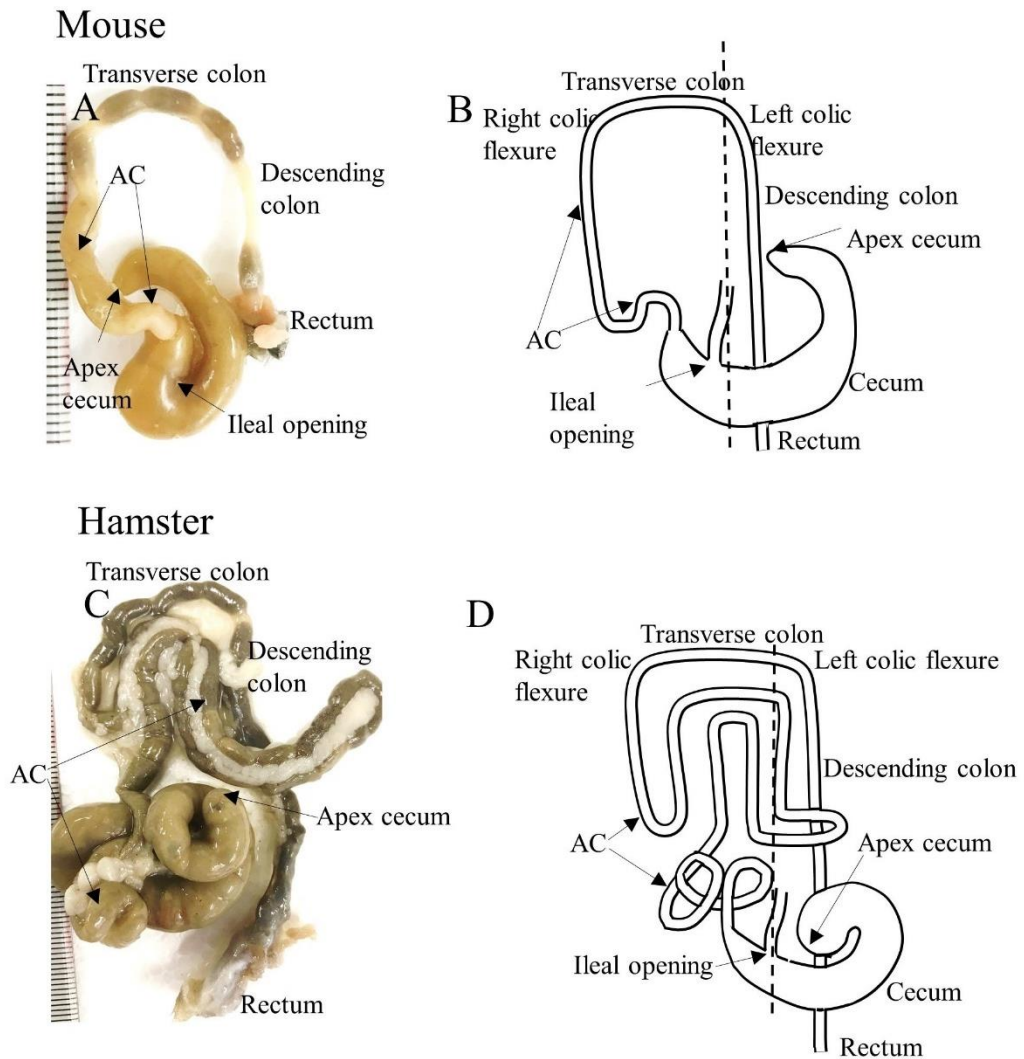 Mouse
Transverse colon
A
AC
Descending
colon
Rectum
Apex
cecum
Ileal opening
B
Transverse colon
Right colic
flexure
Left colic
flexure
Descending colon
Apex cecum
AC
Ileal
opening
Cecum
Rectum
Hamster
Transverse colon
C
Descending
colon
AC
Apex cecum
Rectum
D
Transverse colon
Right colic
flexure
Left colic flexure
Descending colon
AC
Apex cecum
Ileal opening
Cecum
Rectum